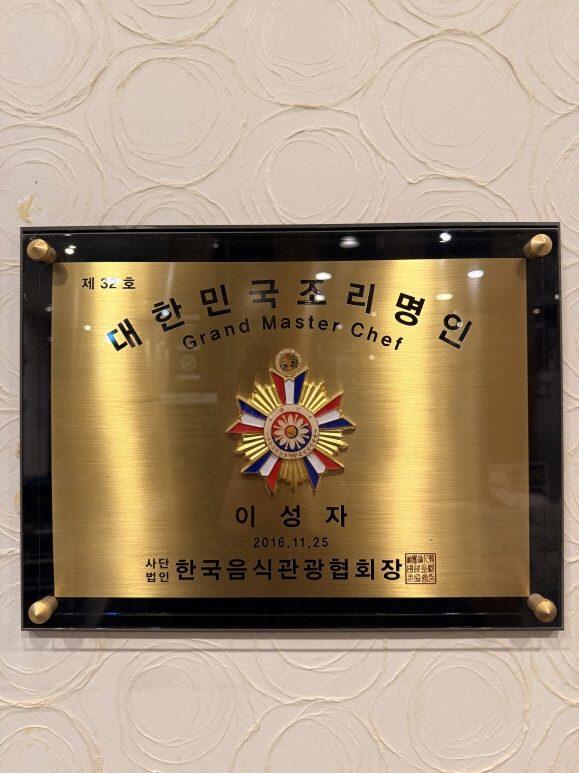 제 32 호
대한민국조리명인
Grand Master Chef
이성자
2016.11.25
사단법인 한국음식관광협회장